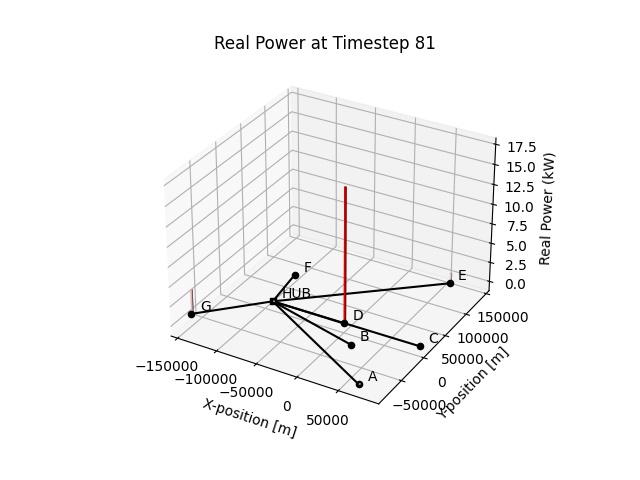 Real Power at Timestep 81
17.5
15.0
12.5
10.0
7.5
5.0
2.5
0.0
Real Power (kW)
F
HUB
E
G
D
B
C
A
−150000
−100000
−50000
0
50000
X-position [m]
−50000
0
50000
100000
150000
Y-position [m]